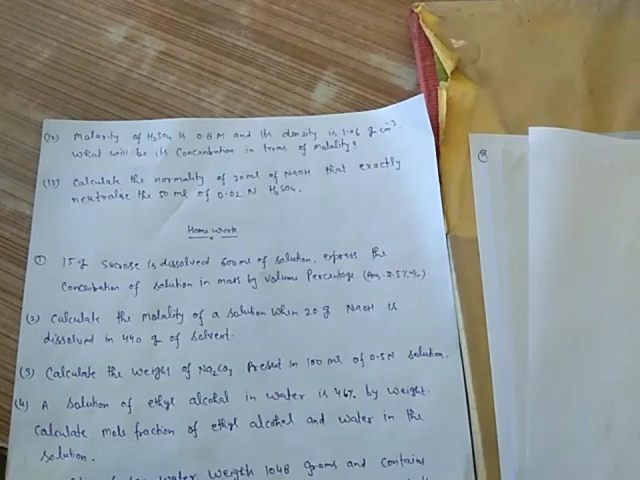 (12) Molarity of H2SO4 is 0.8 M and its density is 1.06 g cm-3.
What will be its Concentration in terms of molality?
(13) Calculate the normality of 20 ml of NaOH that exactly
neutralise the 50 ml of 0.02 N H2SO4.
Home Work
① 15 g Sucrose is dissolved 600 ml of solution. express the
Concentration of solution in mass by volume Percentage (Ans. 2.5%)
(2) Calculate the molality of a solution when 20 g NaOH is
dissolved in 440 g of solvent.
(3) Calculate the weight of Na2CO3 Present in 100 ml of 0.5N solution.
(4) A solution of ethyl alcohol in water is 46% by weight.
Calculate mole fraction of ethyl alcohol and water in the
solution.
water weighs 1048 grams and contains